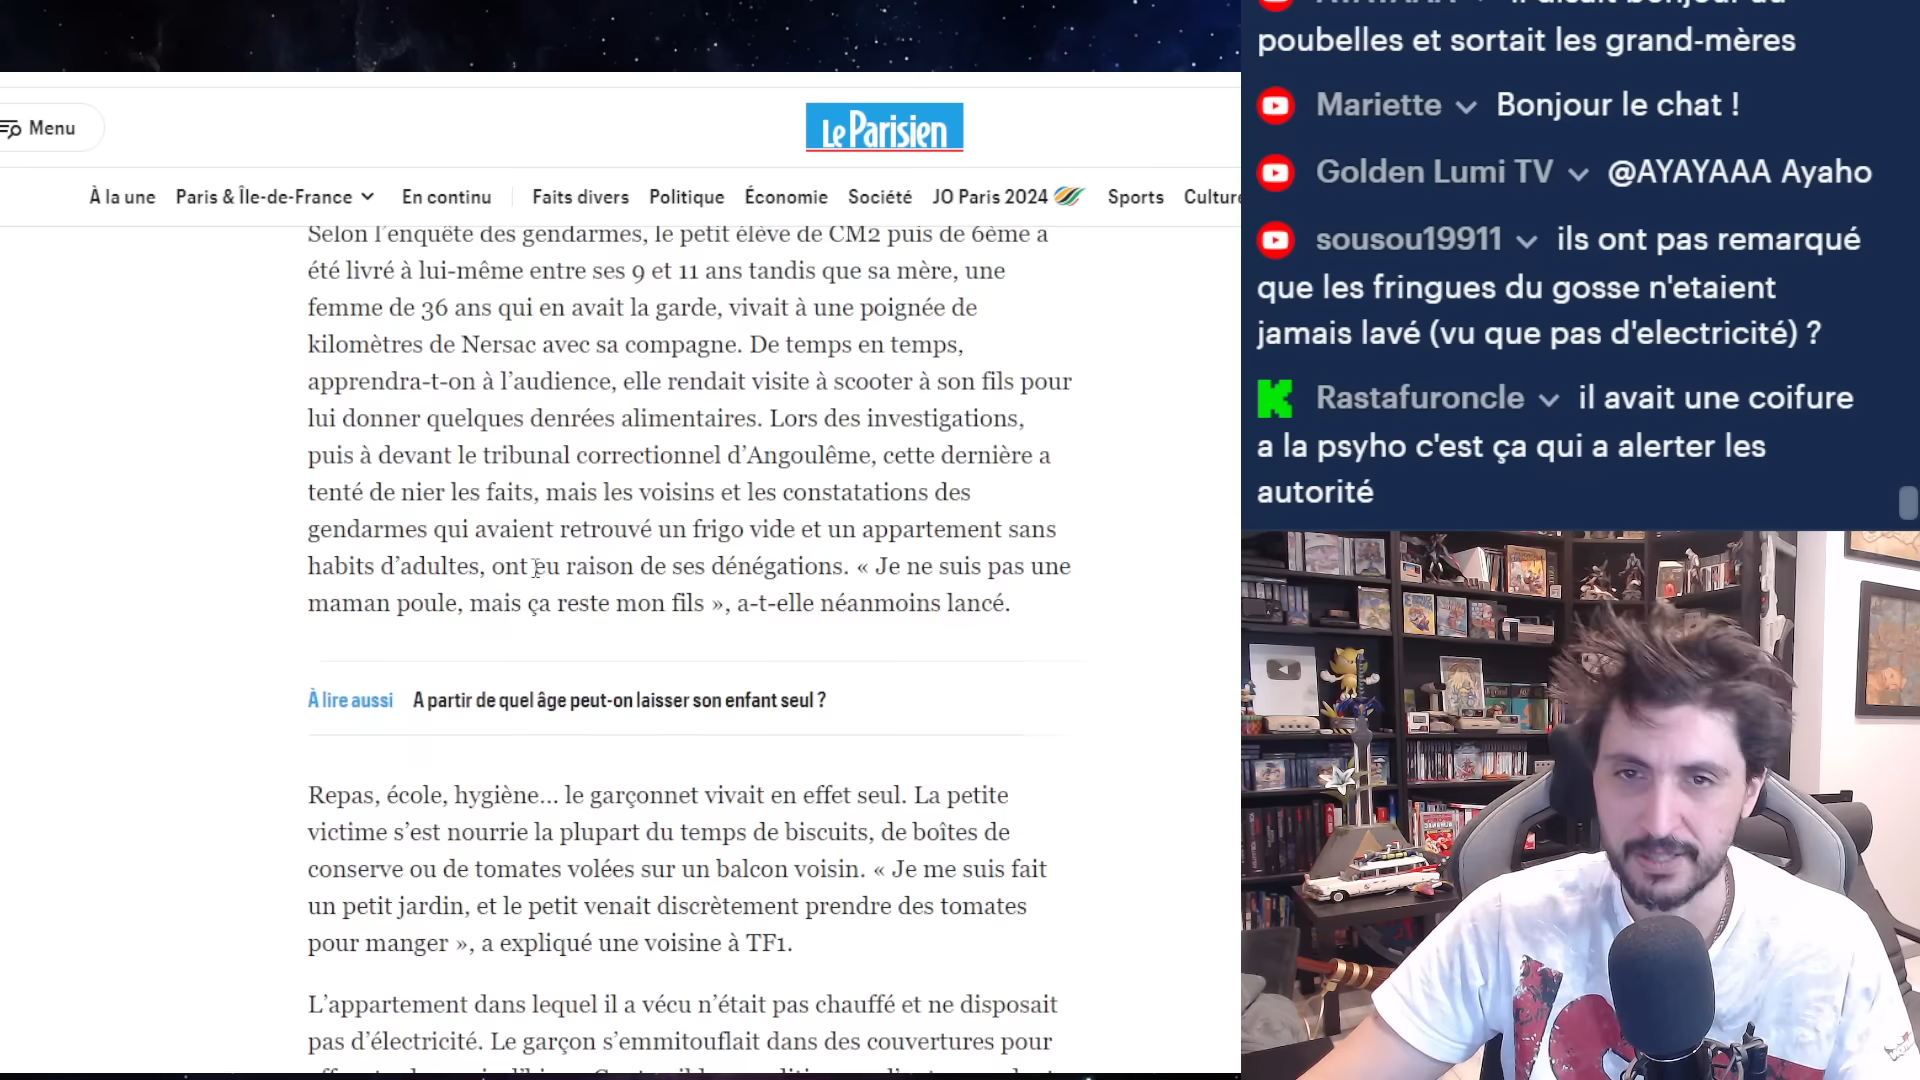 Menu
Le Parisien
À la une Paris & Île-de-France En continu Faits divers Politique Économie Société JO Paris 2024 Sports Culture
Selon l'enquête des gendarmes, le petit élève de CM2 puis de 6ème a
été livré à lui-même entre ses 9 et 11 ans tandis que sa mère, une
femme de 36 ans qui en avait la garde, vivait à une poignée de
kilomètres de Nersac avec sa compagne. De temps en temps,
apprendra-t-on à l'audience, elle rendait visite à scooter à son fils pour
lui donner quelques denrées alimentaires. Lors des investigations,
puis à devant le tribunal correctionnel d'Angoulême, cette dernière a
tenté de nier les faits, mais les voisins et les constatations des
gendarmes qui avaient retrouvé un frigo vide et un appartement sans
habits d'adultes, ont eu raison de ses dénégations. « Je ne suis pas une
maman poule, mais ça reste mon fils », a-t-elle néanmoins lancé.
À lire aussi A partir de quel âge peut-on laisser son enfant seul ?
Repas, école, hygiène... le garçonnet vivait en effet seul. La petite
victime s'est nourrie la plupart du temps de biscuits, de boîtes de
conserve ou de tomates volées sur un balcon voisin. « Je me suis fait
un petit jardin, et le petit venait discrètement prendre des tomates
pour manger », a expliqué une voisine à TF1.
L'appartement dans lequel il a vécu n'était pas chauffé et ne disposait
pas d'électricité. Le garçon s'emmitouflait dans des couvertures pour
poubelles et sortait les grand-mères
Mariette Bonjour le chat !
Golden Lumi TV @AYAYAAA Ayaho
sousou19911 ils ont pas remarqué
que les fringues du gosse n'etaient
jamais lavé (vu que pas d'electricité) ?
Rastafuroncle il avait une coifure
a la psyho c'est ça qui a alerter les
autorité